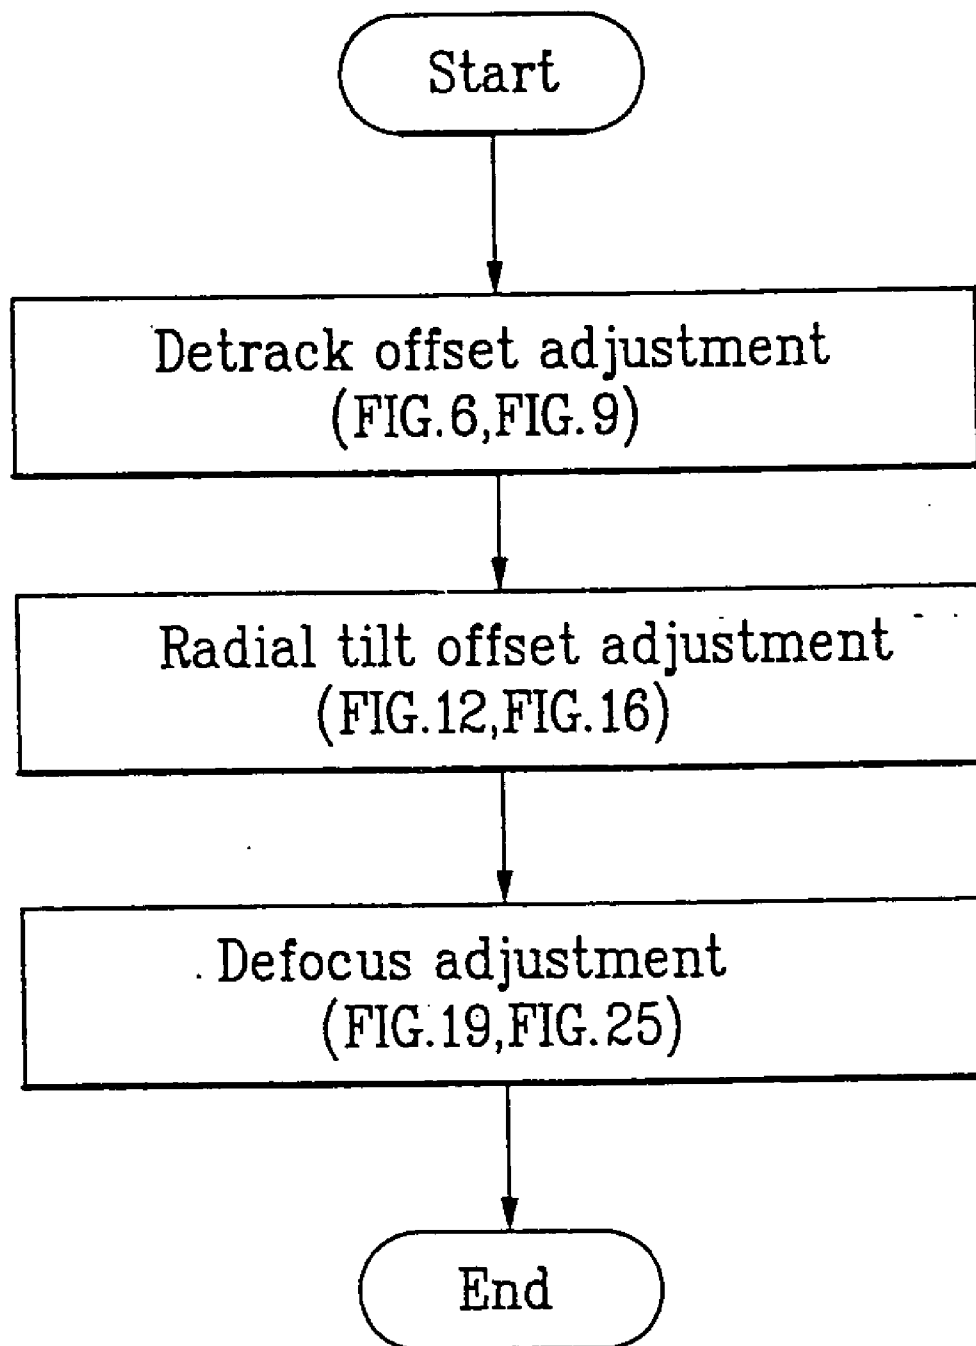 Start
Detrack offset adjustment
(FIG.6,FIG.9)
Radial tilt offset adjustment
(FIG.12,FIG.16)
Defocus adjustment
(FIG.19,FIG.25)
End